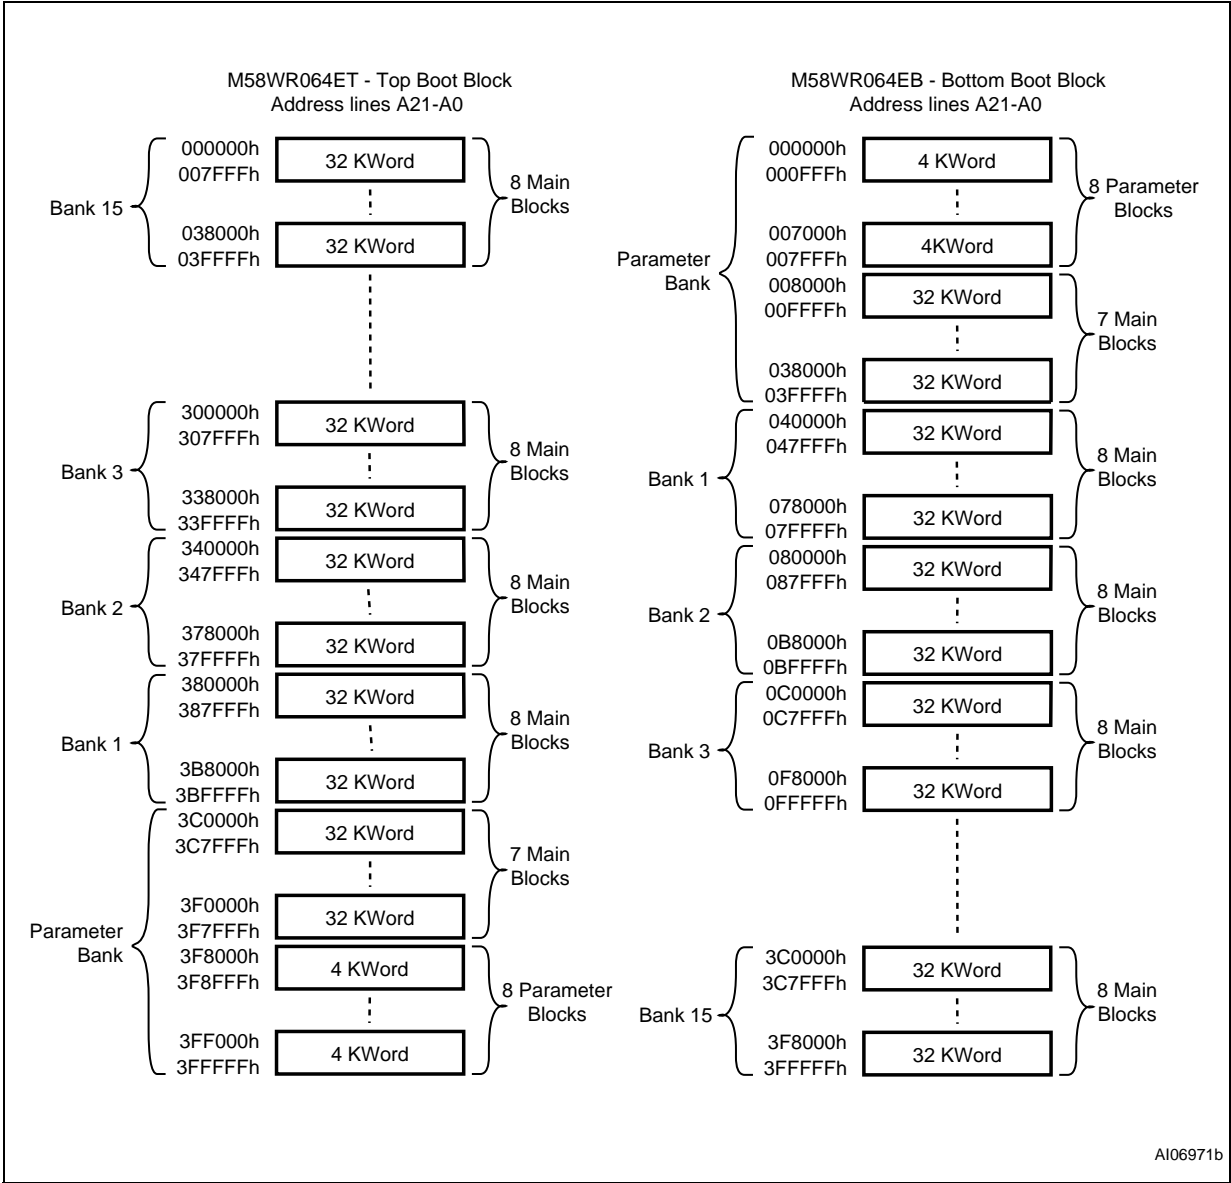 M58WR064ET - Top Boot Block
Address lines A21-A0
Bank 15
000000h
007FFFh
32 KWord
038000h
03FFFFh
32 KWord
8 Main
Blocks
Bank 3
300000h
307FFFh
32 KWord
338000h
33FFFFh
32 KWord
8 Main
Blocks
Bank 2
340000h
347FFFh
32 KWord
378000h
37FFFFh
32 KWord
8 Main
Blocks
Bank 1
380000h
387FFFh
32 KWord
3B8000h
3BFFFFh
32 KWord
8 Main
Blocks
Parameter
Bank
3C0000h
3C7FFFh
32 KWord
3F0000h
3F7FFFh
32 KWord
7 Main
Blocks
3F8000h
3F8FFFh
4 KWord
3FF000h
3FFFFFh
4 KWord
8 Parameter
Blocks
M58WR064EB - Bottom Boot Block
Address lines A21-A0
Parameter
Bank
000000h
000FFFh
4 KWord
007000h
007FFFh
4KWord
8 Parameter
Blocks
008000h
00FFFFh
32 KWord
038000h
03FFFFh
32 KWord
7 Main
Blocks
Bank 1
040000h
047FFFh
32 KWord
078000h
07FFFFh
32 KWord
8 Main
Blocks
Bank 2
080000h
087FFFh
32 KWord
0B8000h
0BFFFFh
32 KWord
8 Main
Blocks
Bank 3
0C0000h
0C7FFFh
32 KWord
0F8000h
0FFFFFh
32 KWord
8 Main
Blocks
Bank 15
3C0000h
3C7FFFh
32 KWord
3F8000h
3FFFFFh
32 KWord
8 Main
Blocks
AI06971b